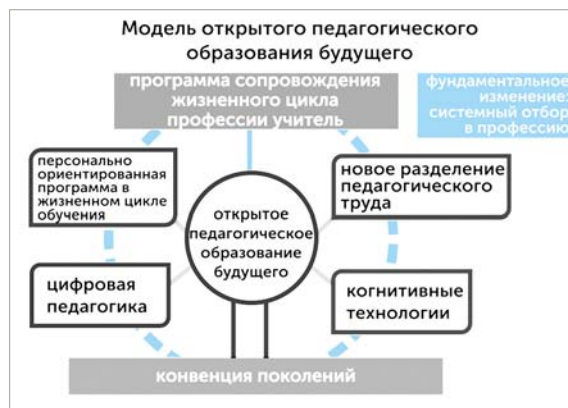 Модель открытого педагогического
образования будущего
программа сопровождения
жизненного цикла
профессии учитель
фундаментальное
изменение:
системный отбор
в профессию
персонально
ориентированная
программа в
жизненном цикле
обучения
новое разделение
педагогического
труда
открытое
педагогическое
образование
будущего
цифровая
педагогика
когнитивные
технологии
конвенция поколений